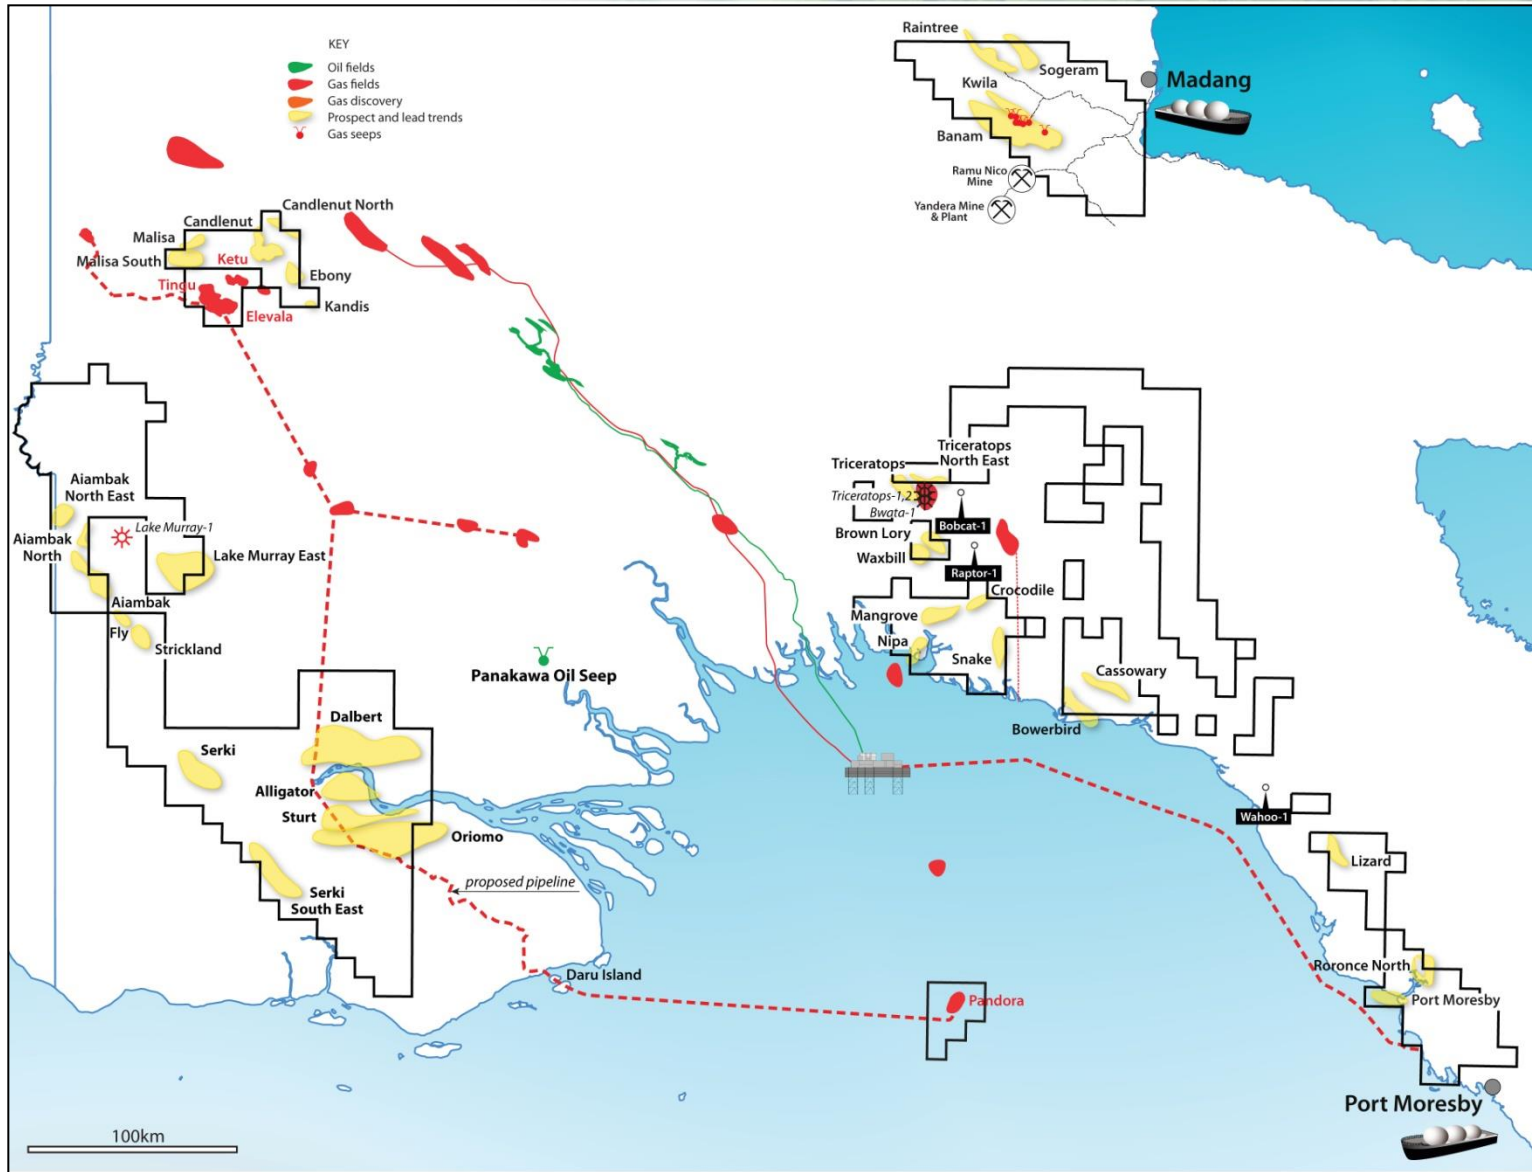 KEY
Oil fields
Gas fields
Gas discovery
Prospect and lead trends
Gas seeps
Raintree
Sogeram
Kwila
Banam
Madang
Ramu Nico
Mine
Yandera Mine
& Plant
Candlenut North
Candlenut
Malisa
Malisa South
Ketu
Ebony
Tingu
Kandis
Elevala
Aiambak
North East
Lake Murray-1
Aiambak
North
Lake Murray East
Aiambak
Fly
Strickland
Triceratops
North East
Triceratops
Triceratops-1,2
Bwata-1
Bobcat-1
Brown Lory
Waxbill
Raptor-1
Crocodile
Mangrove
Nipa
Snake
Cassowary
Bowerbird
Panakawa Oil Seep
Dalbert
Serki
Alligator
Sturt
Oriomo
Serki
South East
proposed pipeline
Daru Island
Pandora
Wahoo-1
Lizard
Roronce North
Port Moresby
Port Moresby
100km